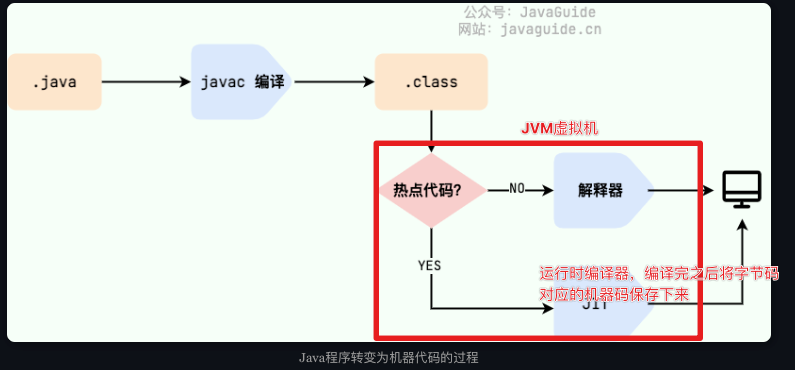 公众号：JavaGuide
网站：javaguide.cn
.java
javac 编译
.class
JVM虚拟机
热点代码?
NO
解释器
YES
运行时编译器，编译完之后将字节码
对应的机器码保存下来
JIT
Java程序转变为机器代码的过程